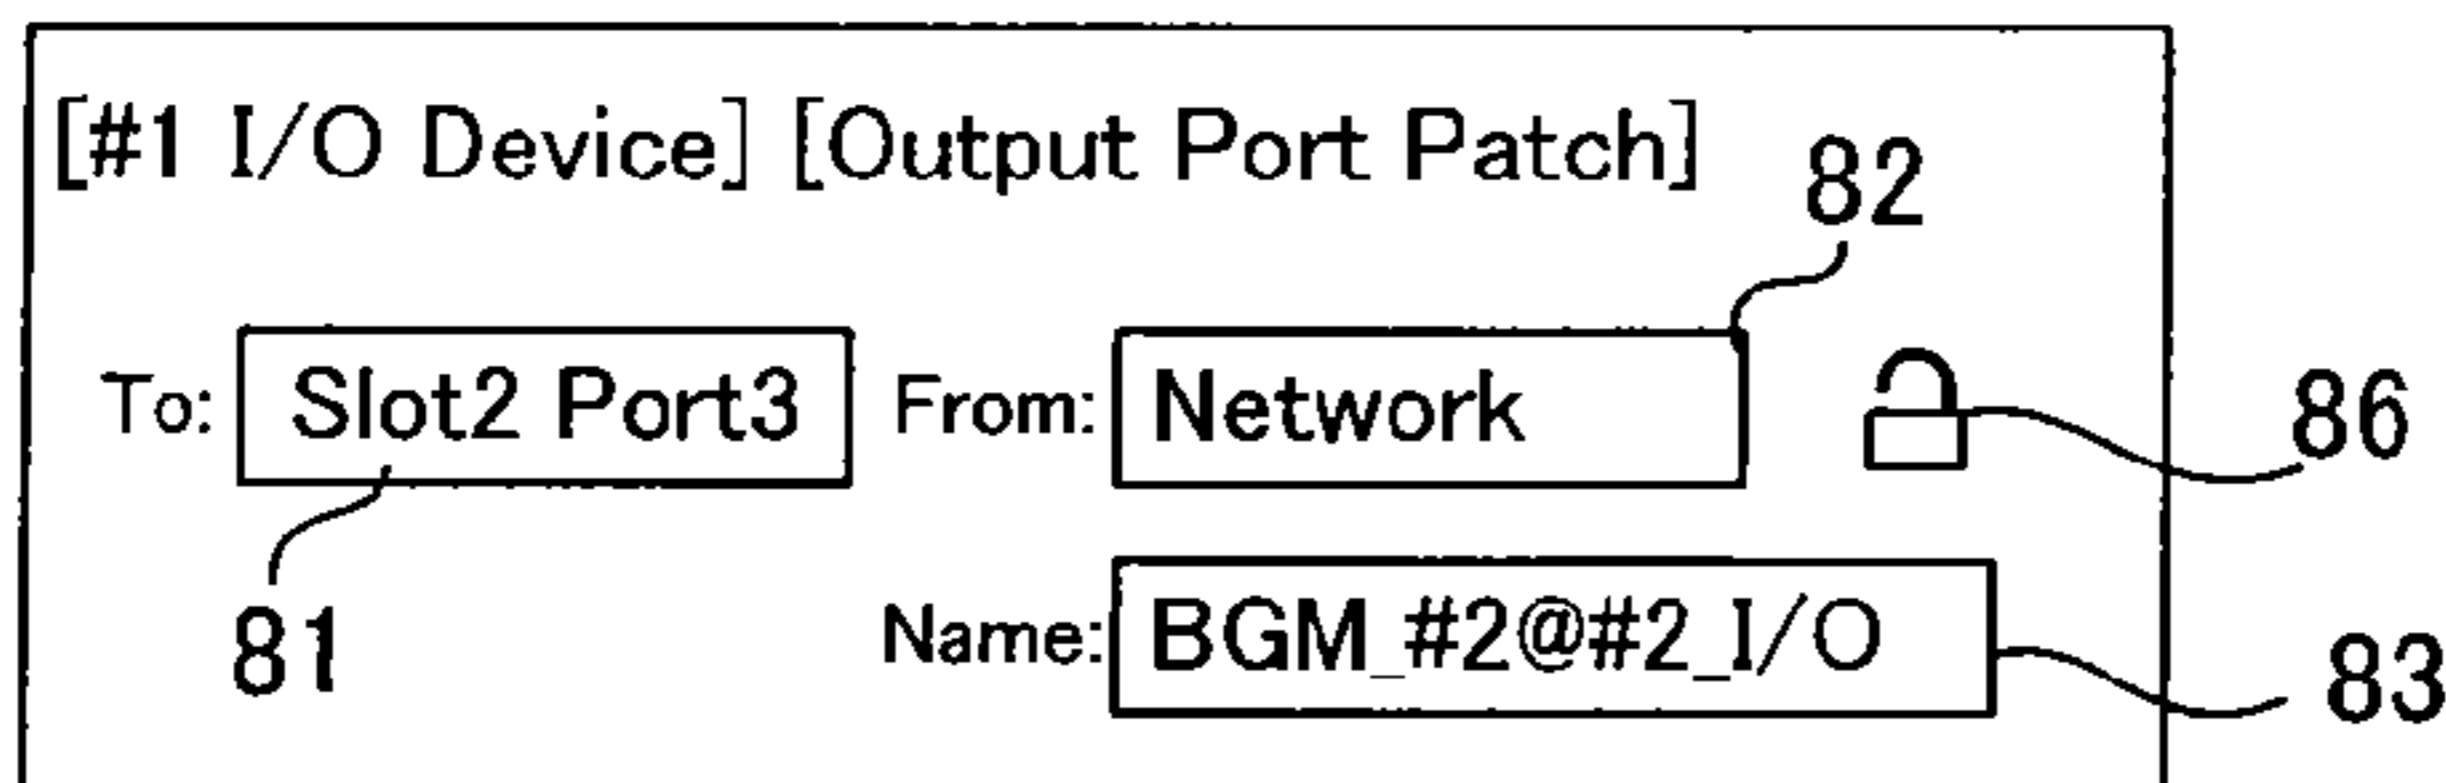 [#1 I/O Device] [Output Port Patch]
82
To: Slot2 Port3 From: Network
86
Name: BGM_#2@#2_I/O
81
83